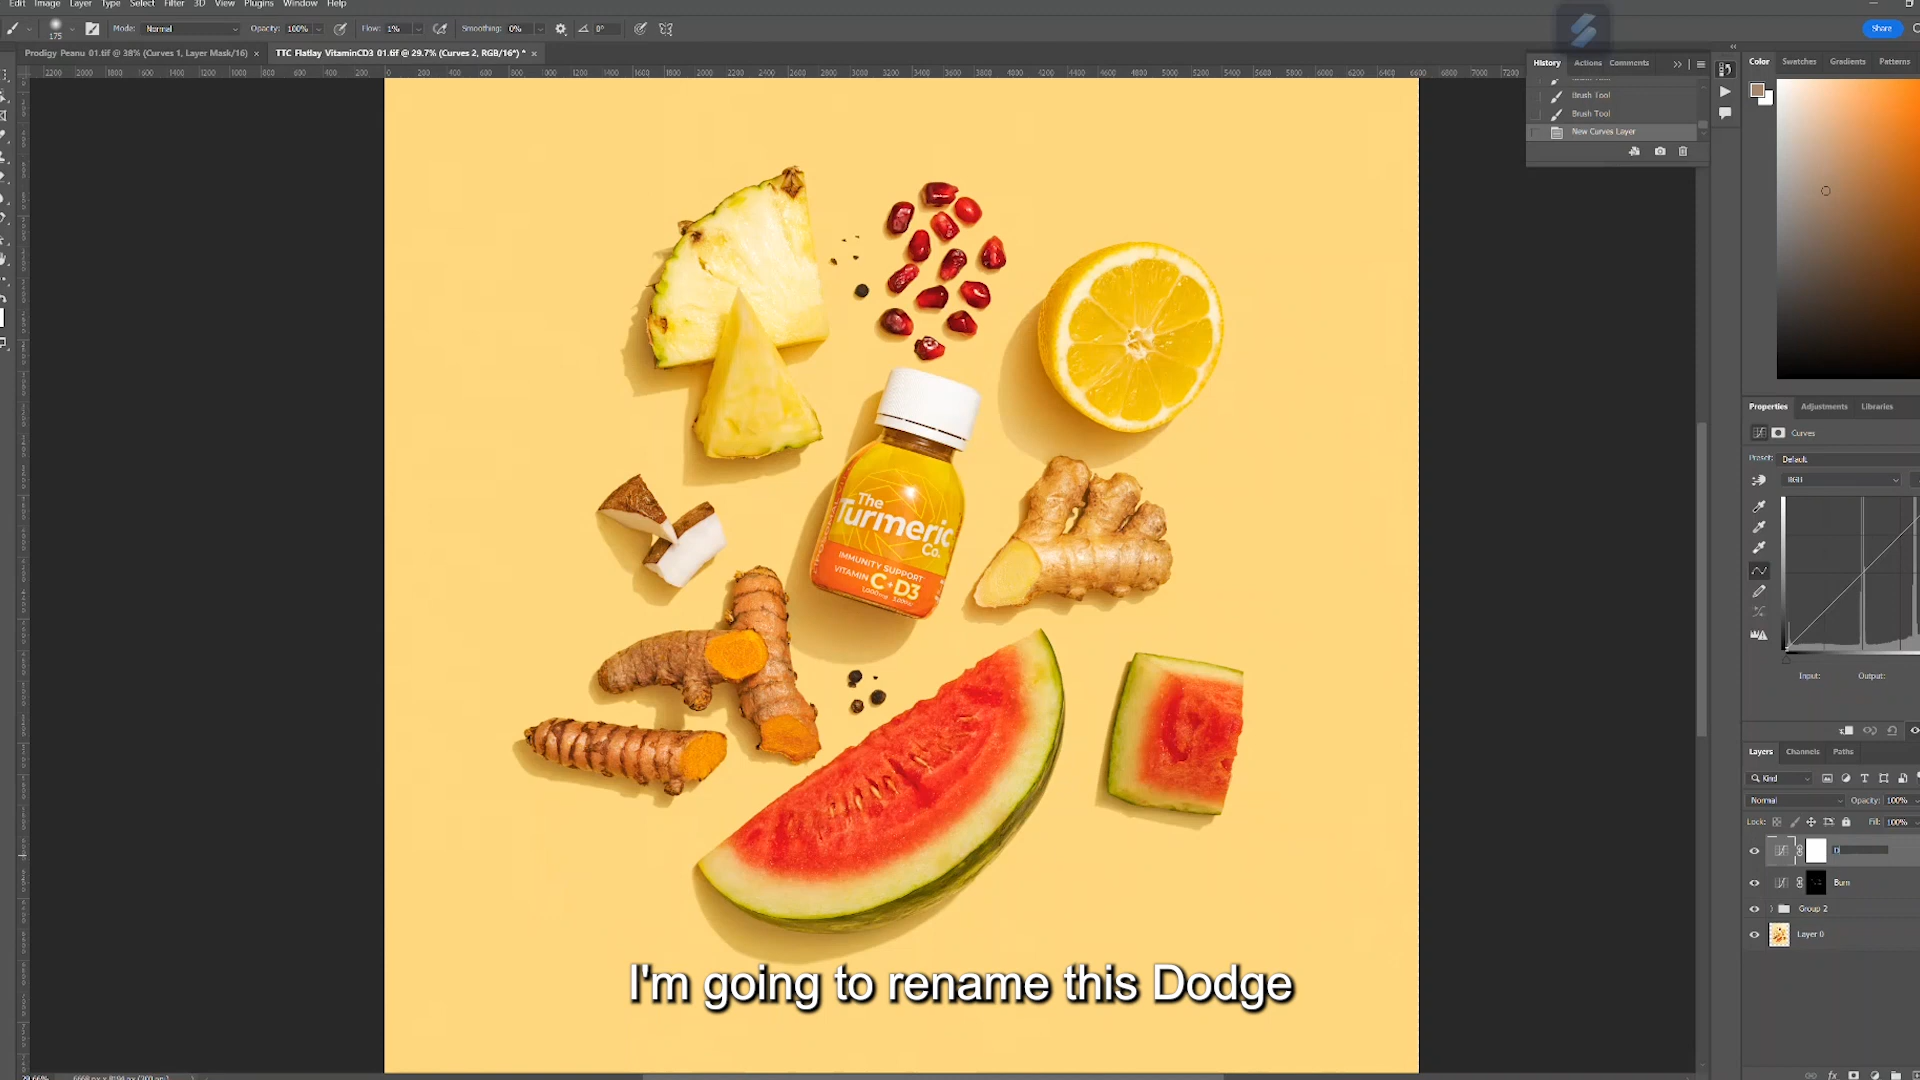 Edit Image Layer Type Select Filter 3D View Plugins Window Help
175 Mode: Normal Opacity: 100% Flow: 1% Smoothing: 0% 0° Share
Prodigy Peanu 01.tif @ 38% (Curves 1, Layer Mask/16) × TTC Flatlay VitaminCD3 01.tif @ 29.7% (Curves 2, RGB/16*) * ×
History Actions Comments
Brush Tool
Brush Tool
New Curves Layer
Color Swatches Gradients Patterns
Properties Adjustments Libraries
Curves
Preset: Default
RGB
Input: Output:
Layers Channels Paths
Kind
Normal Opacity: 100%
Lock: Fill: 100%
D
Burn
Group 2
Layer 0
The
Turmeric
Co.
IMMUNITY SUPPORT
VITAMIN C+D3
I'm going to rename this Dodge
29.66%